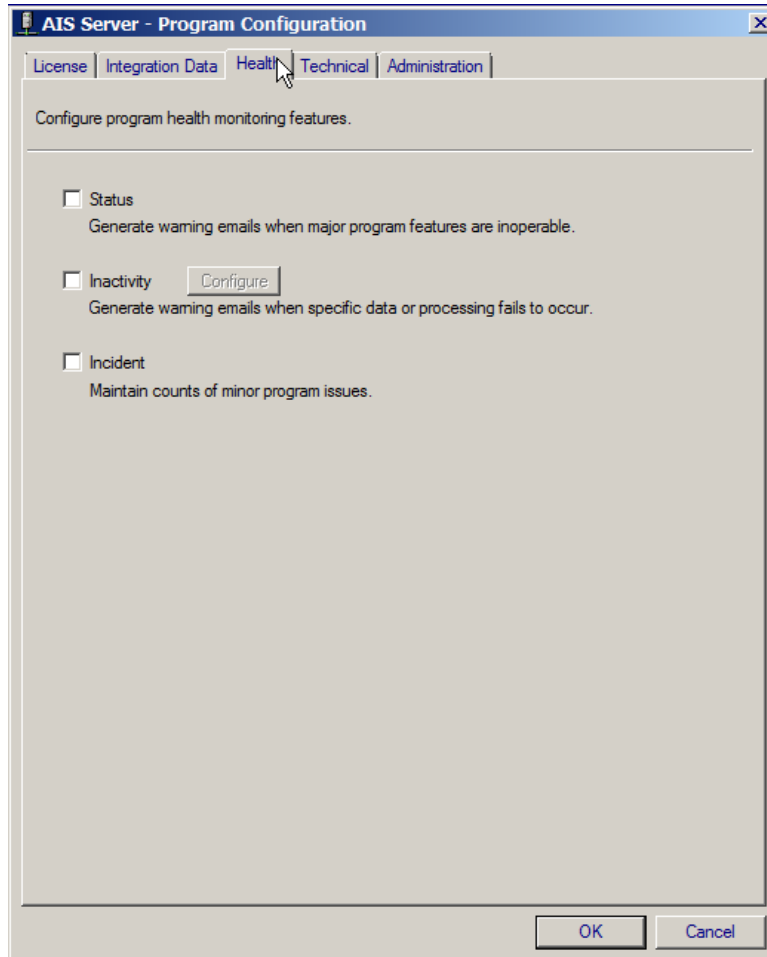 AIS Server - Program Configuration
License Integration Data Health Technical Administration
Configure program health monitoring features.
Status
Generate warning emails when major program features are inoperable.
Inactivity Configure
Generate warning emails when specific data or processing fails to occur.
Incident
Maintain counts of minor program issues.
OK Cancel